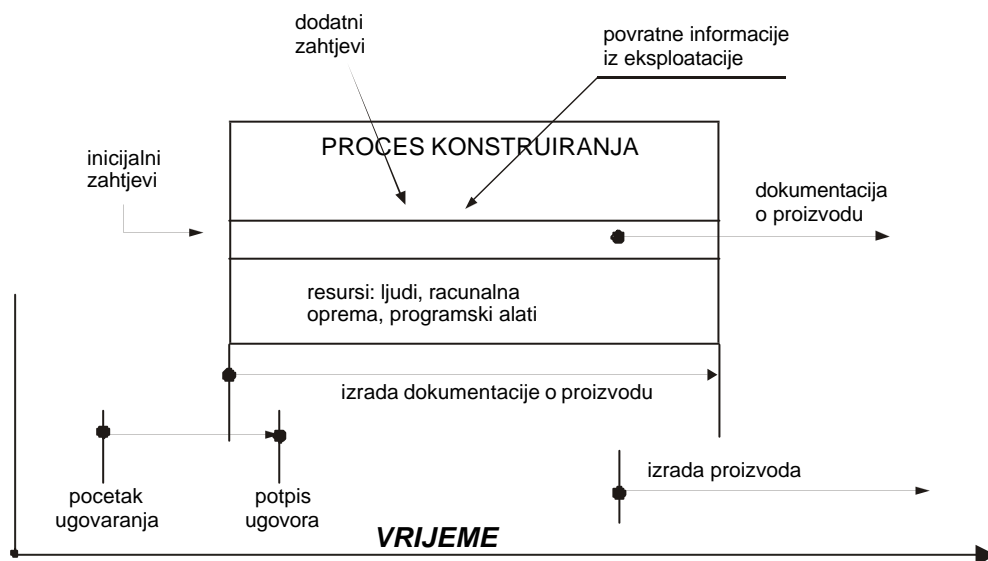 dodatni
zahtjevi
povratne informacije
iz eksploatacije
PROCES KONSTRUIRANJA
inicijalni
zahtjevi
dokumentacija
o proizvodu
resursi: ljudi, racunalna
oprema, programski alati
izrada dokumentacije o proizvodu
izrada proizvoda
pocetak
ugovaranja
potpis
ugovora
VRIJEME